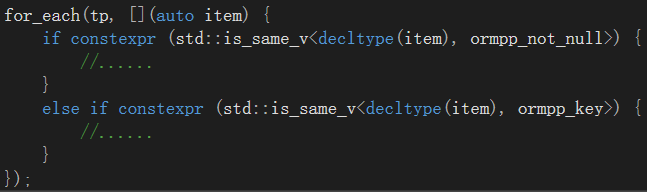 for_each(tp, [](auto item) {
    if constexpr (std::is_same_v<decltype(item), ormpp_not_null>) {
        //......
    }
    else if constexpr (std::is_same_v<decltype(item), ormpp_key>) {
        //......
    }
});